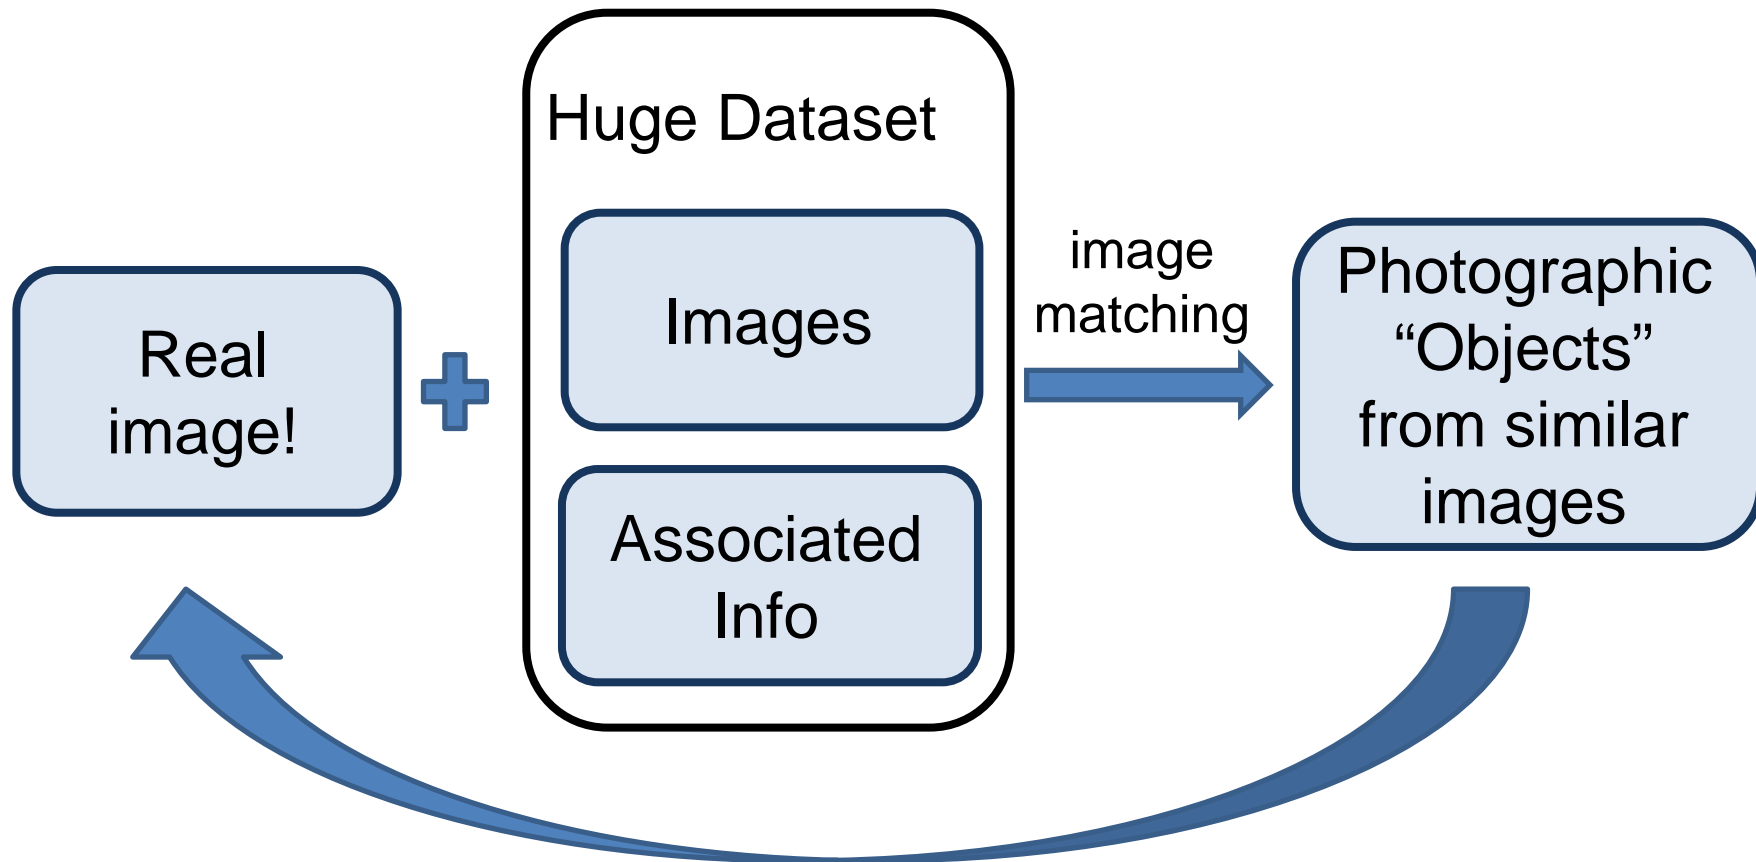 Huge Dataset
Real
image!
Images
Associated
Info
image
matching
Photographic
“Objects”
from similar
images